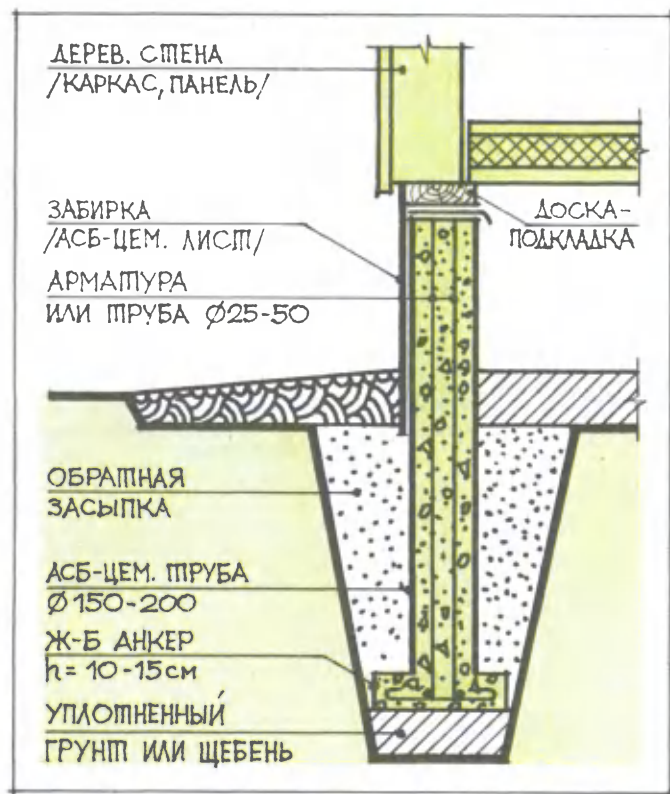 ДЕРЕВ. СТЕНА
/КАРКАС, ПАНЕЛЬ/
ЗАБИРКА
/АСБ-ЦЕМ. ЛИСТ/
ДОСКА-
ПОДКЛАДКА
АРМАТУРА
ИЛИ ТРУБА Ø25-50
ОБРАТНАЯ
ЗАСЫПКА
АСБ-ЦЕМ. ТРУБА
Ø150-200
Ж-Б АНКЕР
h= 10-15см
УПЛОТНЕННЫЙ
ГРУНТ ИЛИ ЩЕБЕНЬ